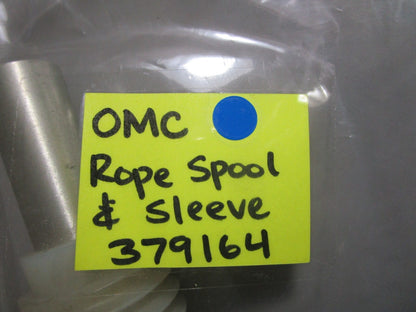 OMC
Rope Spool
& Sleeve
379164